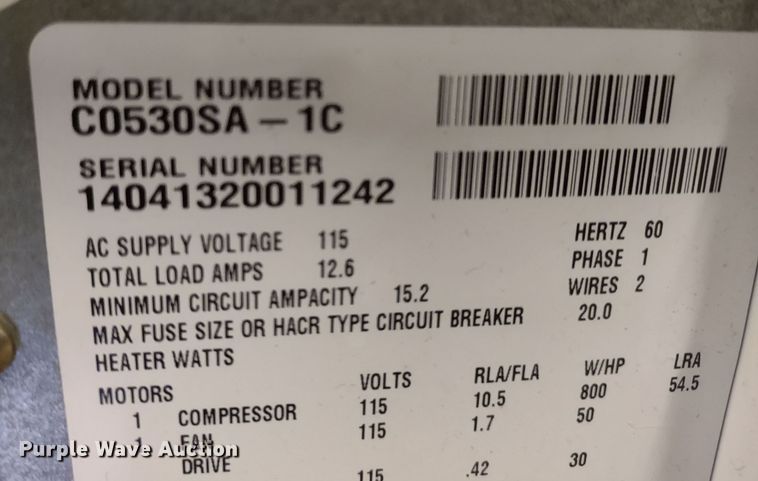 MODEL NUMBER
C0530SA - 1C
SERIAL NUMBER
14041320011242
AC SUPPLY VOLTAGE 115 HERTZ 60
TOTAL LOAD AMPS 12.6 PHASE 1
MINIMUM CIRCUIT AMPACITY 15.2 WIRES 2
MAX FUSE SIZE OR HACR TYPE CIRCUIT BREAKER 20.0
HEATER WATTS
MOTORS VOLTS RLA/FLA W/HP LRA
1 COMPRESSOR 115 10.5 800 54.5
1 FAN 115 1.7 50
DRIVE 115 .42 30
Purple Wave Auction